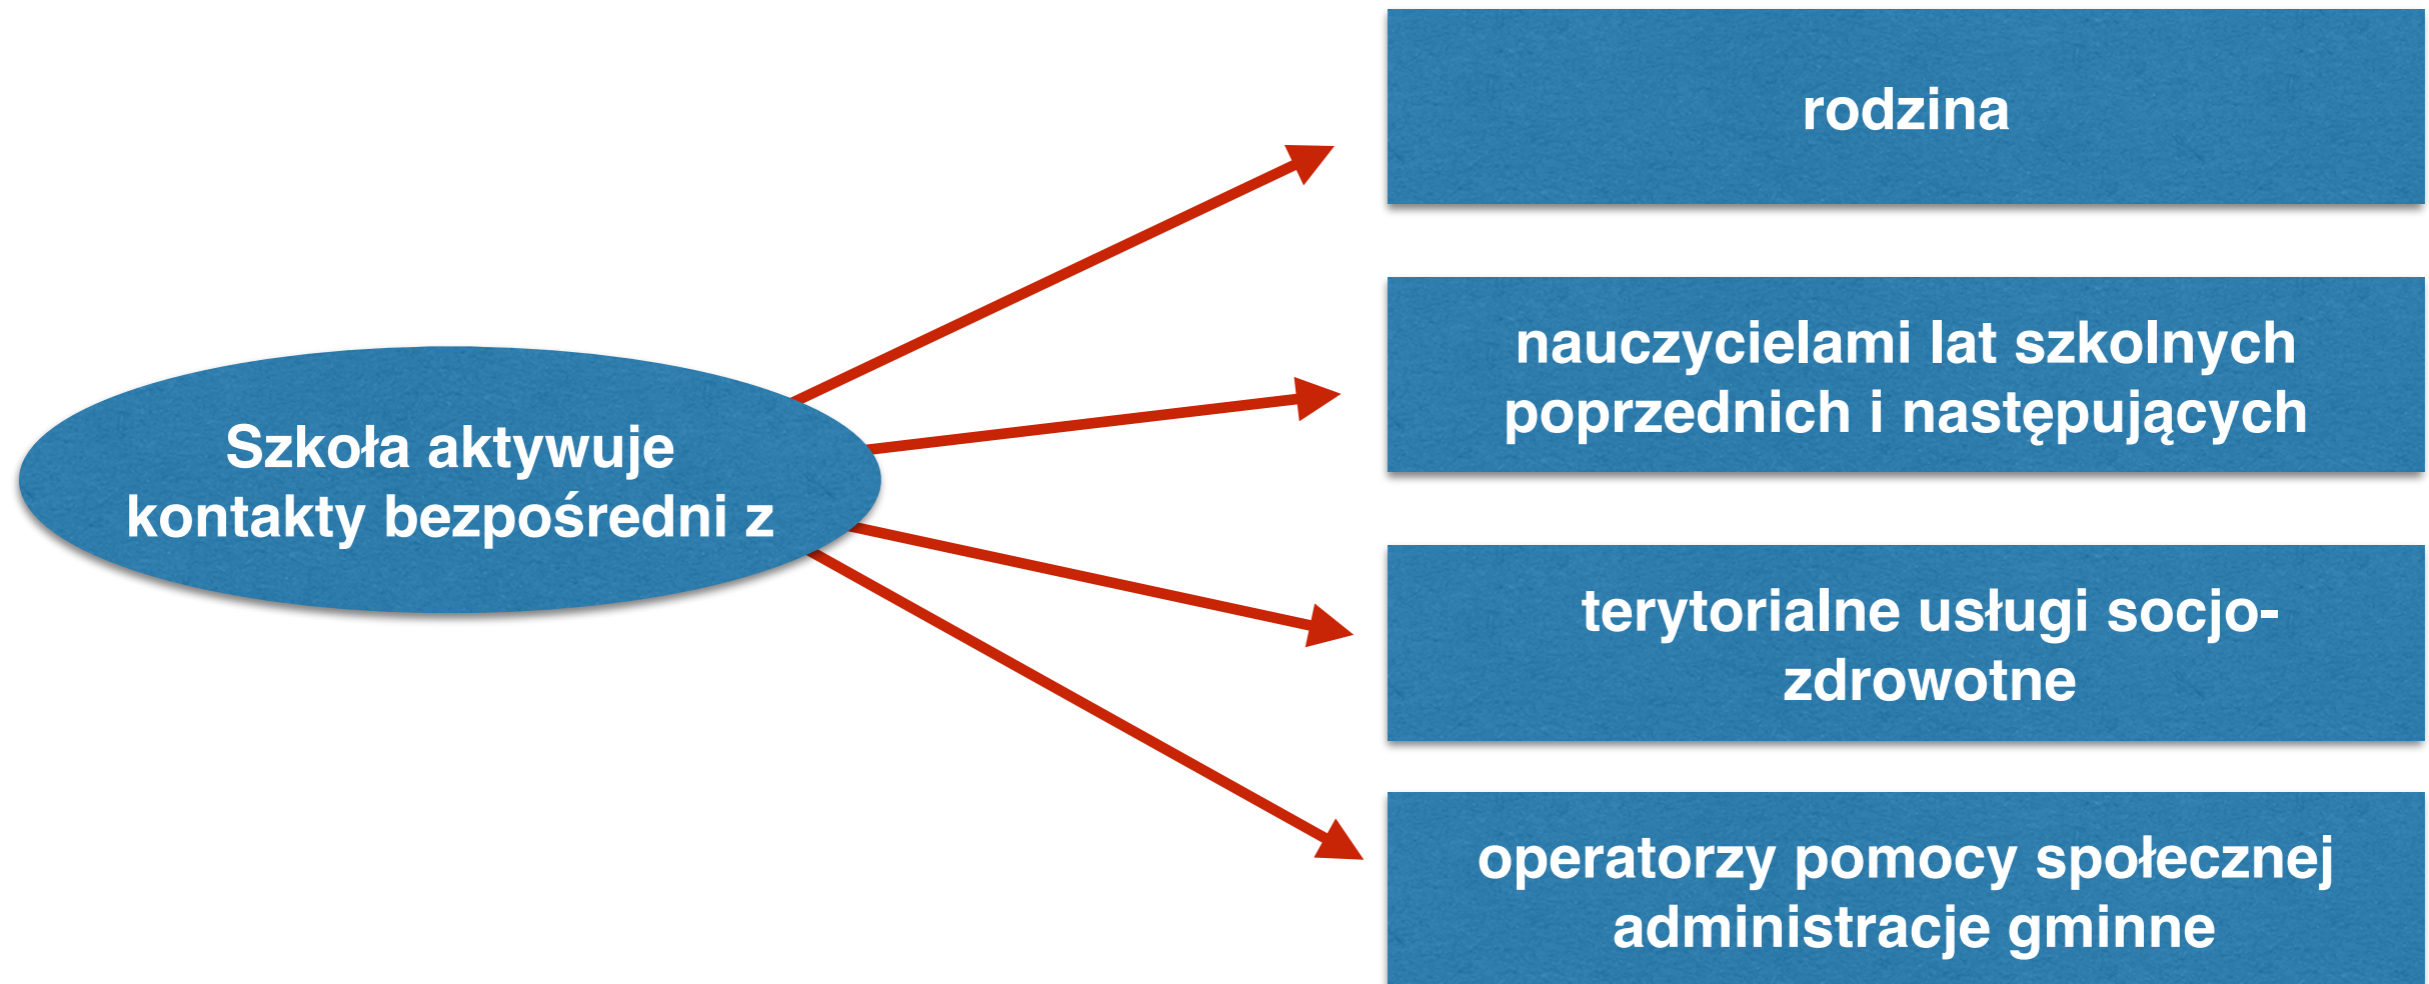 Szkoła aktywuje
kontakty bezpośredni z
rodzina
nauczycielami lat szkolnych
poprzednich i następujących
terytorialne usługi socjo-
zdrowotne
operatorzy pomocy społecznej
administracje gminne